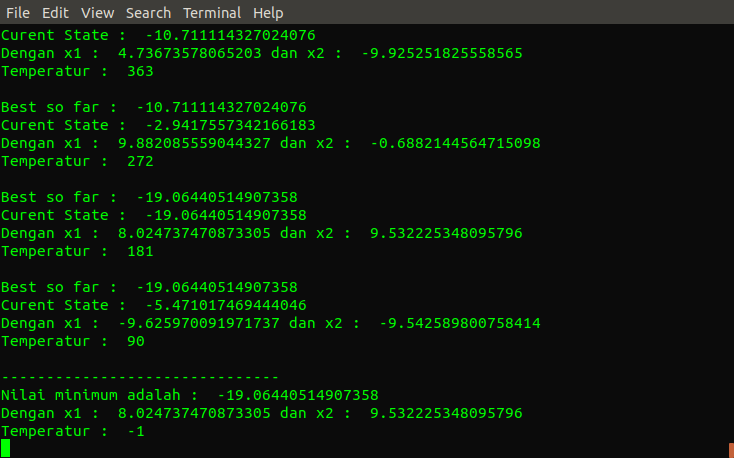 File Edit View Search Terminal Help
Curent State :  -10.711114327024076
Dengan x1 :  4.73673578065203 dan x2 :  -9.925251825558565
Temperatur :  363
Best so far :  -10.711114327024076
Curent State :  -2.9417557342166183
Dengan x1 :  9.882085559044327 dan x2 :  -0.6882144564715098
Temperatur :  272
Best so far :  -19.06440514907358
Curent State :  -19.06440514907358
Dengan x1 :  8.024737470873305 dan x2 :  9.532225348095796
Temperatur :  181
Best so far :  -19.06440514907358
Curent State :  -5.471017469444046
Dengan x1 :  -9.625970091971737 dan x2 :  -9.542589800758414
Temperatur :  90
-------------------------------
Nilai minimum adalah :  -19.06440514907358
Dengan x1 :  8.024737470873305 dan x2 :  9.532225348095796
Temperatur :  -1